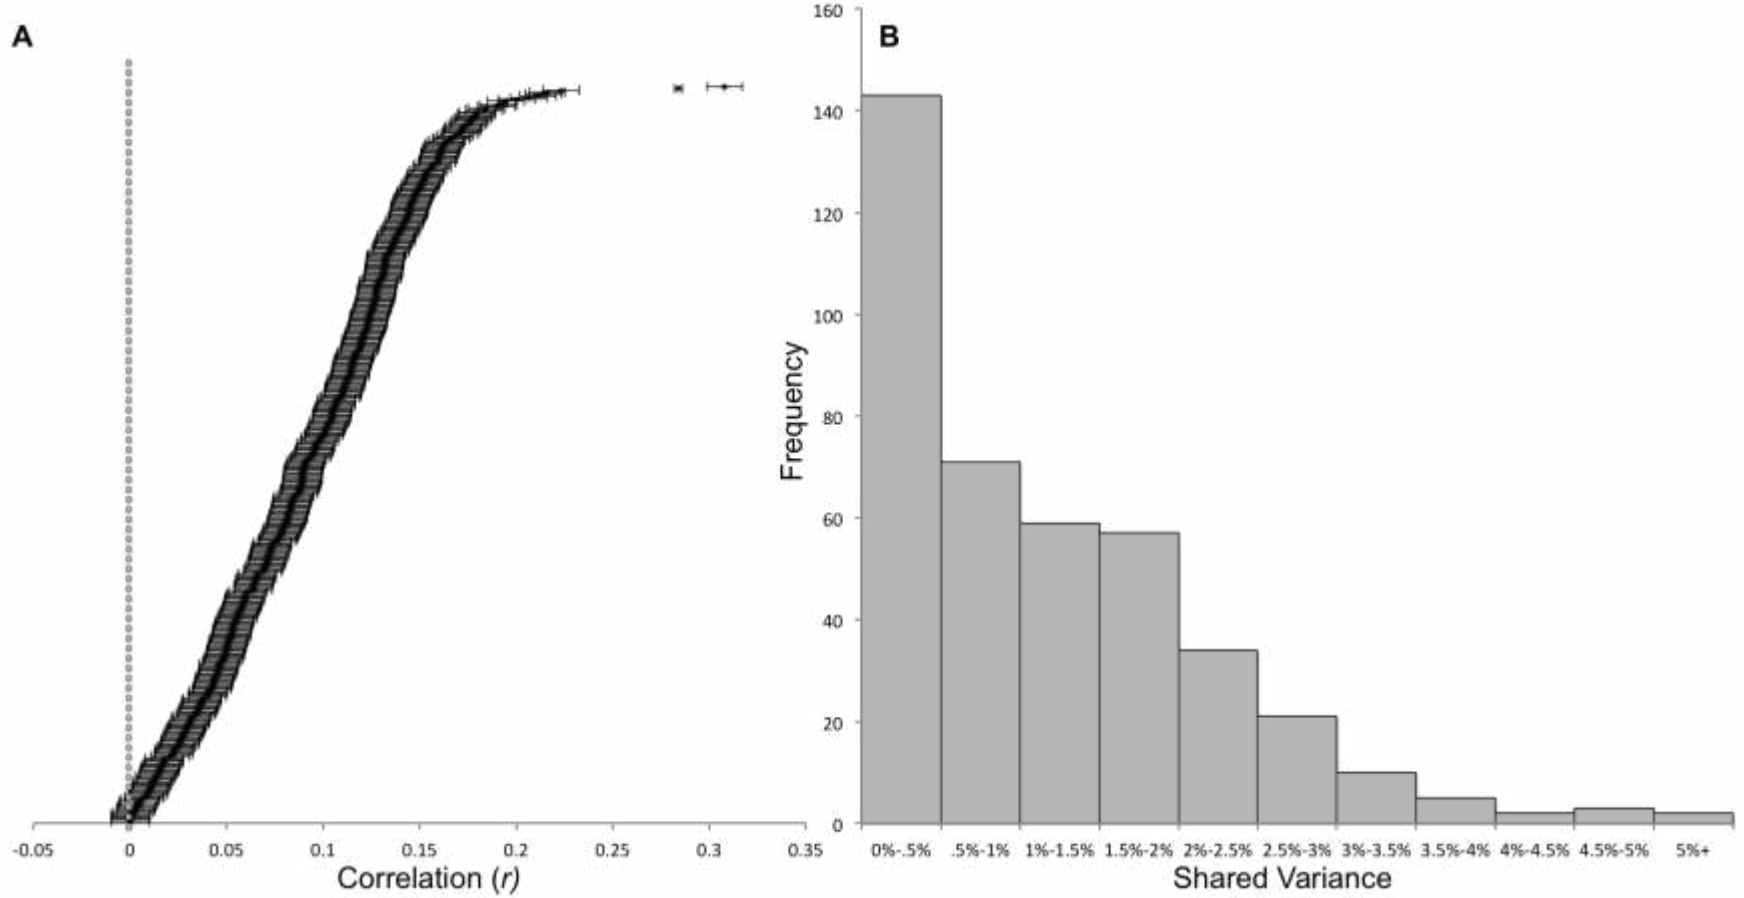 A
-0.05 0 0.05 0.1 0.15 0.2 0.25 0.3 0.35
Correlation (r)
B
160
140
120
100
80
60
40
20
0
Frequency
0%-.5% .5%-1% 1%-1.5% 1.5%-2% 2%-2.5% 2.5%-3% 3%-3.5% 3.5%-4% 4%-4.5% 4.5%-5% 5%+
Shared Variance